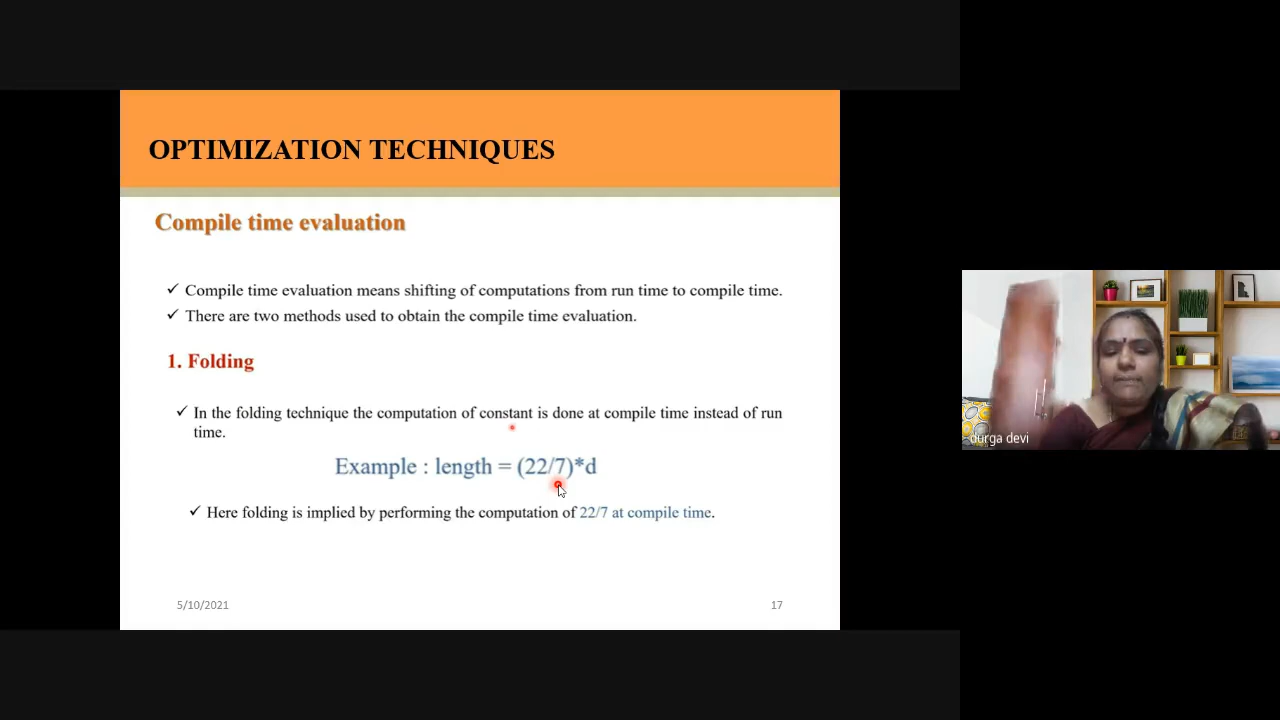 OPTIMIZATION TECHNIQUES
Compile time evaluation
✓ Compile time evaluation means shifting of computations from run time to compile time.
✓ There are two methods used to obtain the compile time evaluation.
1. Folding
✓ In the folding technique the computation of constant is done at compile time instead of run
time.
Example : length = (22/7)*d
✓ Here folding is implied by performing the computation of 22/7 at compile time.
5/10/2021
17
durga devi